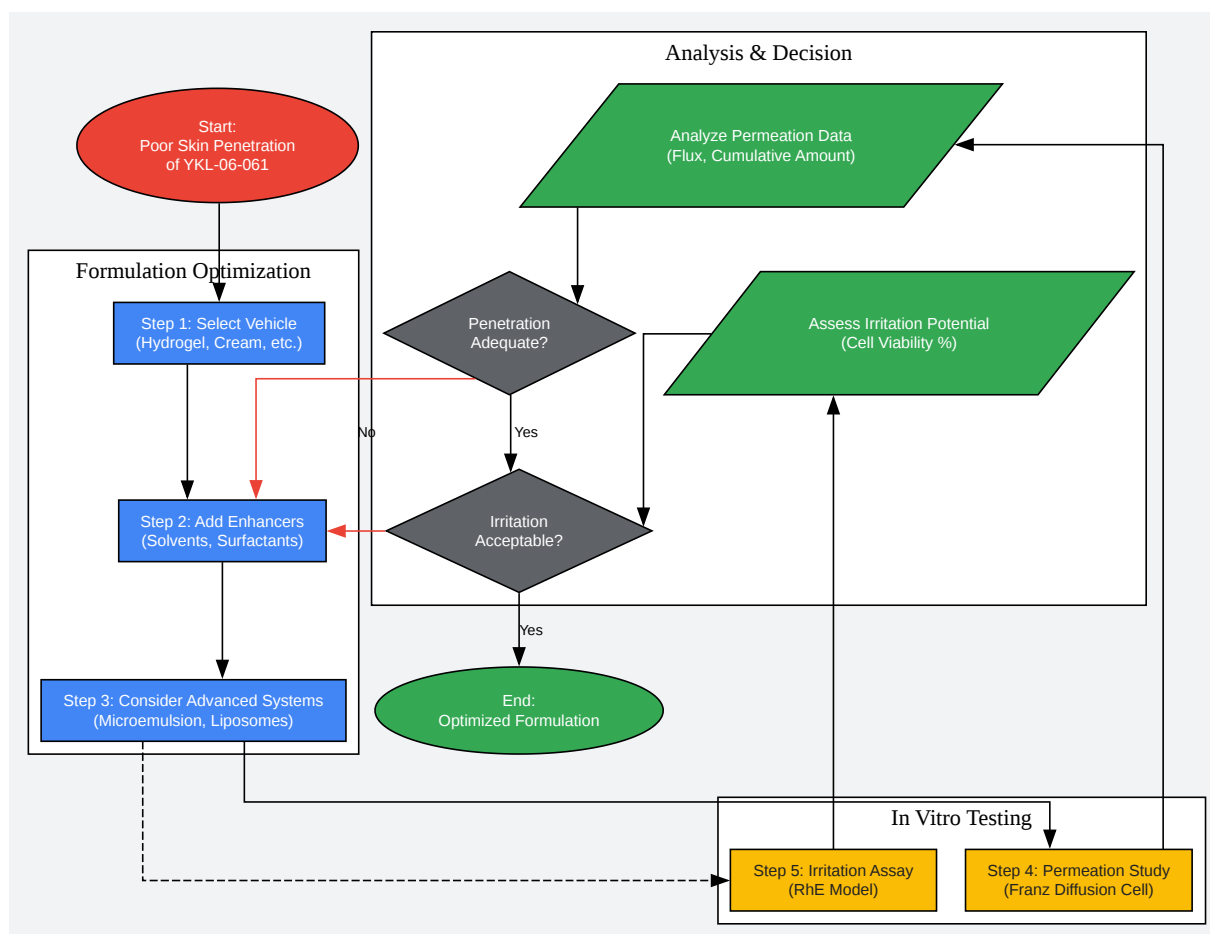 Analysis & Decision
Start:
Poor Skin Penetration
of YKL-06-061
Analyze Permeation Data
(Flux, Cumulative Amount)
Formulation Optimization
Step 1: Select Vehicle
(Hydrogel, Cream, etc.)
Penetration
Adequate?
Assess Irritation Potential
(Cell Viability %)
No
Yes
Step 2: Add Enhancers
(Solvents, Surfactants)
Irritation
Acceptable?
Yes
Step 3: Consider Advanced Systems
(Microemulsion, Liposomes)
End:
Optimized Formulation
In Vitro Testing
Step 5: Irritation Assay
(RhE Model)
Step 4: Permeation Study
(Franz Diffusion Cell)